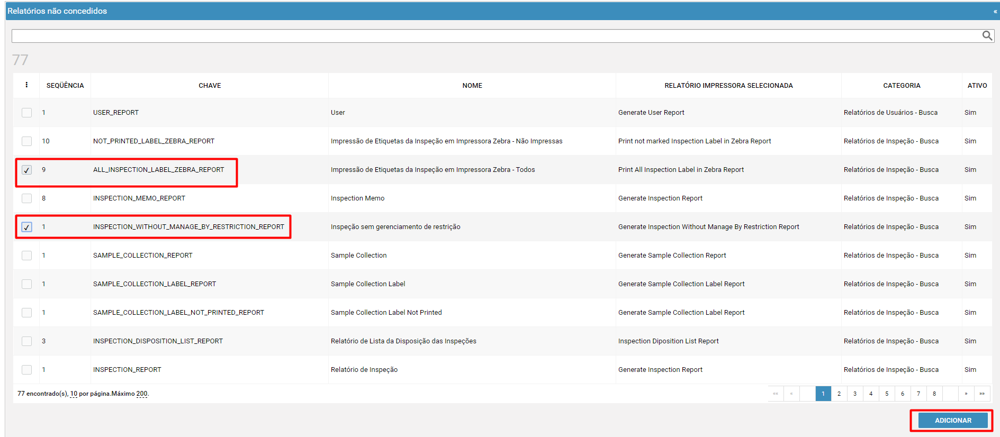 Relatórios não concedidos «
77
SEQÜÊNCIA CHAVE NOME RELATÓRIO IMPRESSORA SELECIONADA CATEGORIA ATIVO
1 USER_REPORT User Generate User Report Relatórios de Usuários - Busca Sim
10 NOT_PRINTED_LABEL_ZEBRA_REPORT Impressão de Etiquetas da Inspeção em Impressora Zebra - Não Impressas Print not marked Inspection Label in Zebra Report Relatórios de Inspeção - Busca Sim
9 ALL_INSPECTION_LABEL_ZEBRA_REPORT Impressão de Etiquetas da Inspeção em Impressora Zebra - Todos Print All Inspection Label in Zebra Report Relatórios de Inspeção - Busca Sim
8 INSPECTION_MEMO_REPORT Inspection Memo Generate Inspection Report Relatórios de Inspeção - Busca Sim
1 INSPECTION_WITHOUT_MANAGE_BY_RESTRICTION_REPORT Inspeção sem gerenciamento de restrição Generate Inspection Without Manage By Restriction Report Relatórios de Inspeção - Busca Sim
1 SAMPLE_COLLECTION_REPORT Sample Collection Generate Sample Collection Report Relatórios de Inspeção - Busca Sim
1 SAMPLE_COLLECTION_LABEL_REPORT Sample Collection Label Generate Sample Collection Label Report Relatórios de Inspeção - Busca Sim
1 SAMPLE_COLLECTION_LABEL_NOT_PRINTED_REPORT Sample Collection Label Not Printed Generate Sample Collection Label Report Relatórios de Inspeção - Busca Sim
3 INSPECTION_DISPOSITION_LIST_REPORT Relatório de Lista da Disposição das Inspeções Inspection Diposition List Report Relatórios de Inspeção - Busca Sim
1 INSPECTION_REPORT Relatório de Inspeção Generate Inspection Report Relatórios de Inspeção - Busca Sim
77 encontrado(s), 10 por página.Máximo 200. «« « 1 2 3 4 5 6 7 8 » »»
ADICIONAR